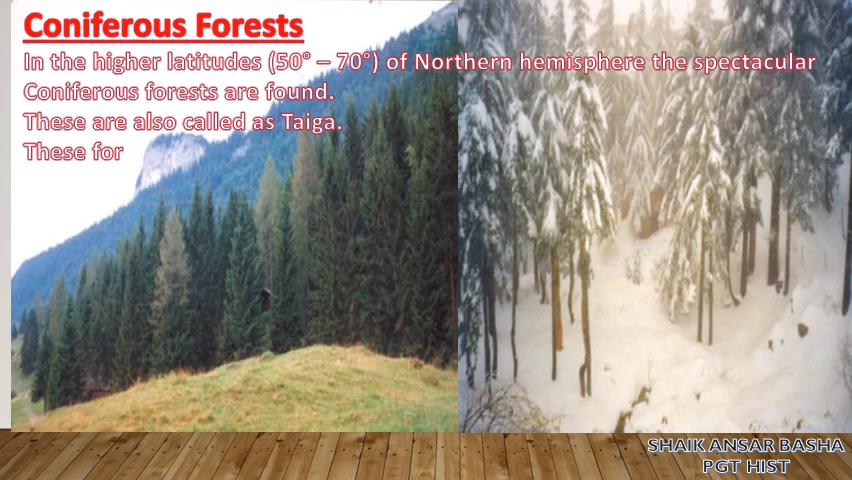 Coniferous Forests
In the higher latitudes (50° – 70°) of Northern hemisphere the spectacular
Coniferous forests are found.
These are also called as Taiga.
These for
SHAIK ANSAR BASHA
PGT HIST